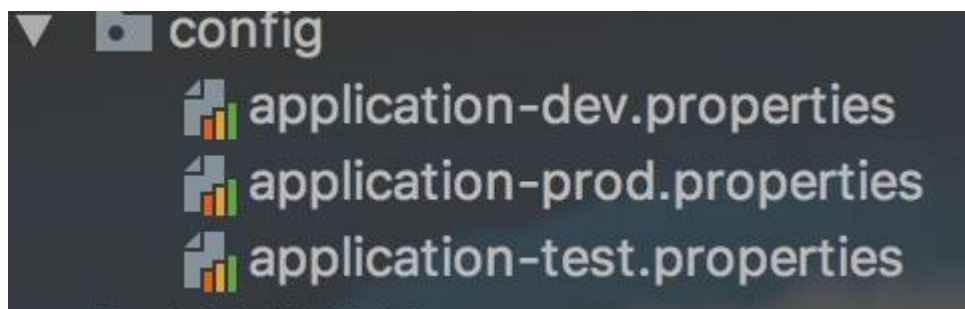 config
application-dev.properties
application-prod.properties
application-test.properties